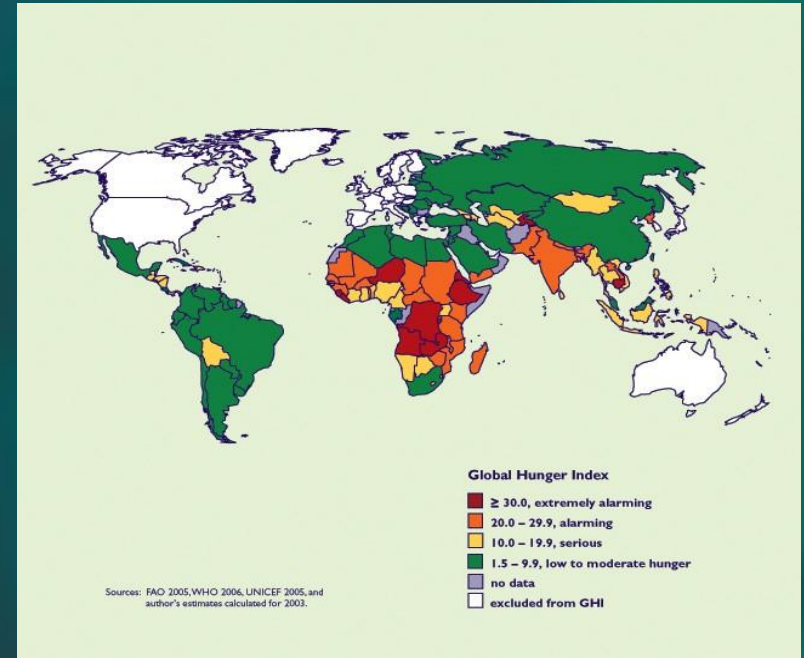 Global Hunger Index
≥ 30.0, extremely alarming
20.0 – 29.9, alarming
10.0 – 19.9, serious
1.5 – 9.9, low to moderate hunger
no data
excluded from GHI
Sources: FAO 2005, WHO 2006, UNICEF 2005, and
author's estimates calculated for 2003.